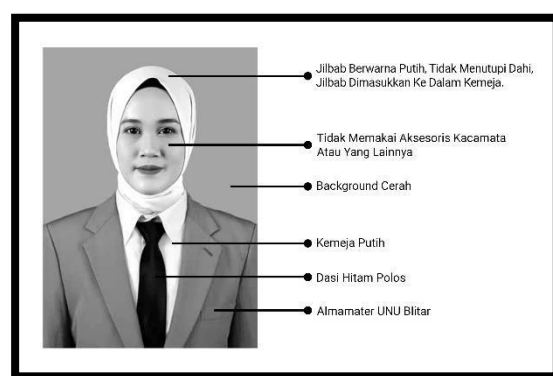 Jilbab Berwarna Putih, Tidak Menutupi Dahi,
Jilbab Dimasukkan Ke Dalam Kemeja.
Tidak Memakai Aksesoris Kacamata
Atau Yang Lainnya
Background Cerah
Kemeja Putih
Dasi Hitam Polos
Almamater UNU Blitar